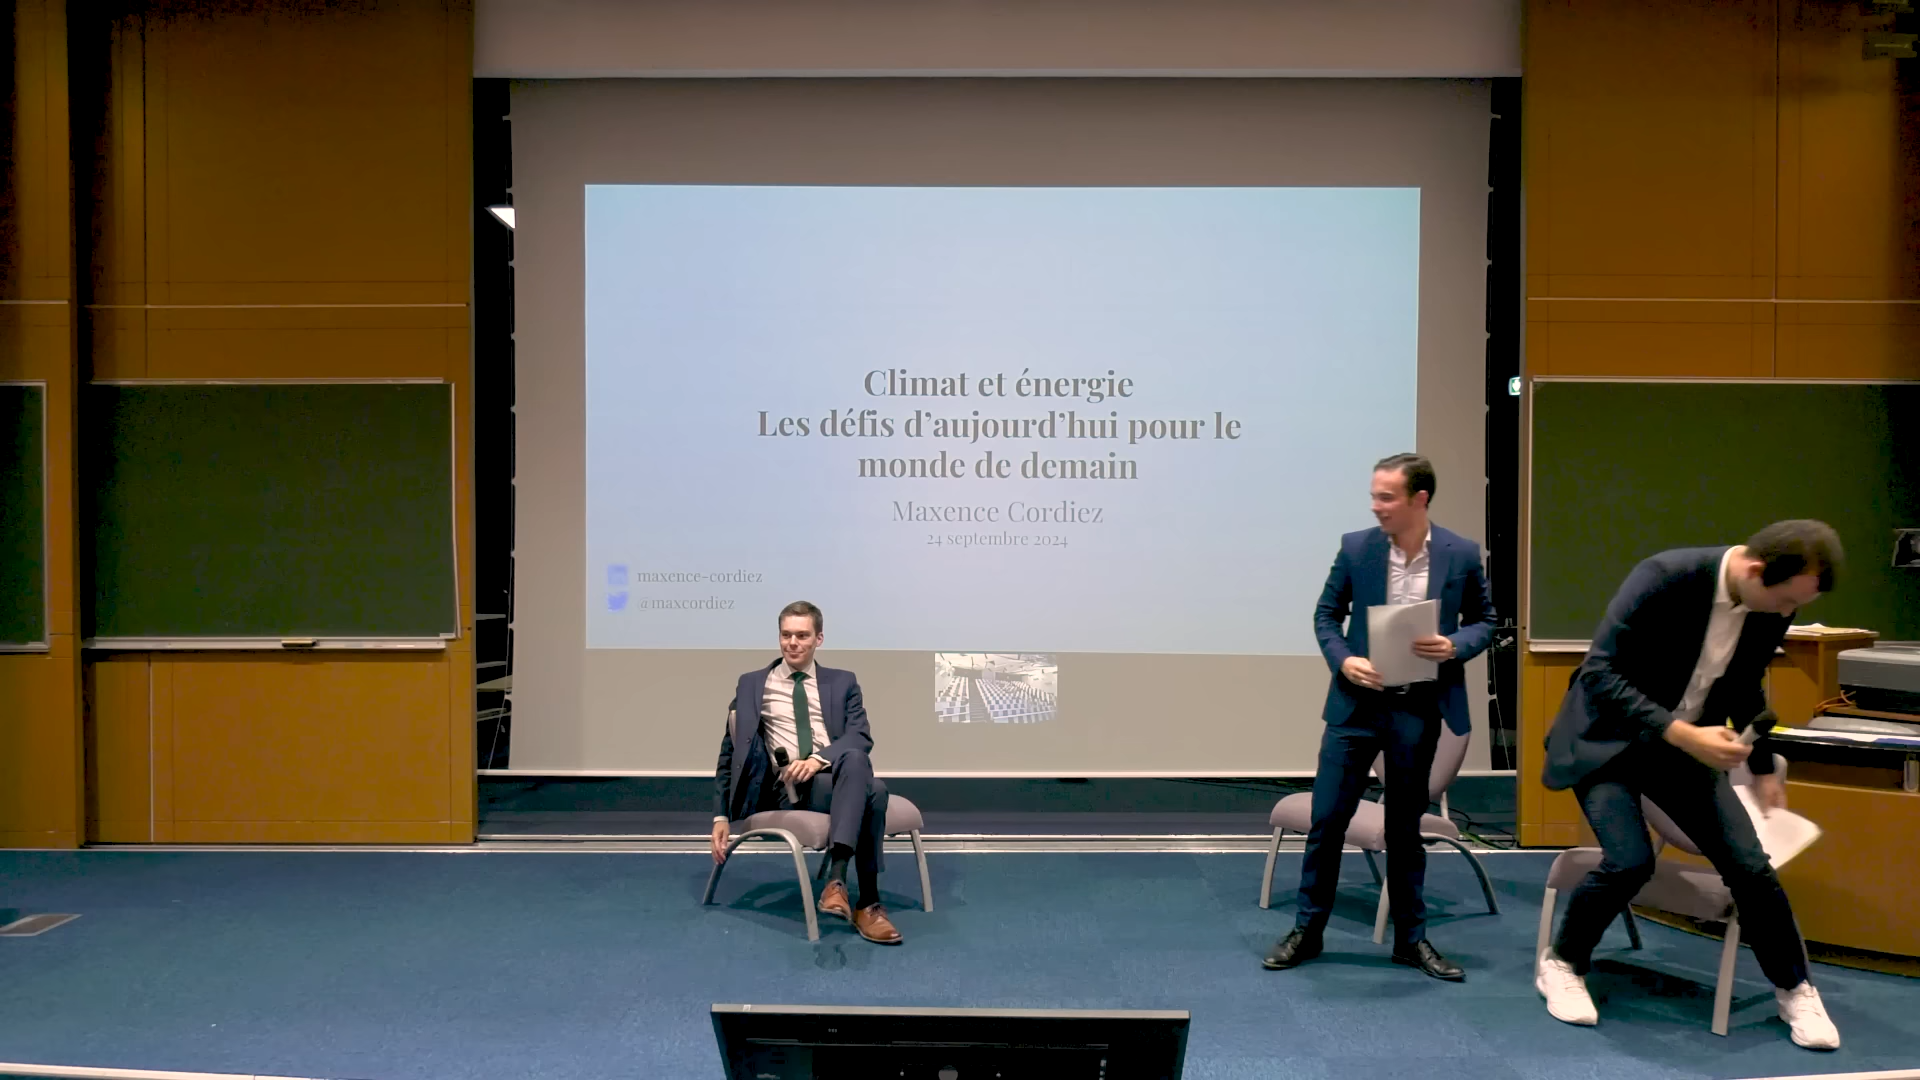 Climat et énergie
Les défis d'aujourd'hui pour le
monde de demain
Maxence Cordiez
24 septembre 2024
in maxence-cordiez
@maxcordiez